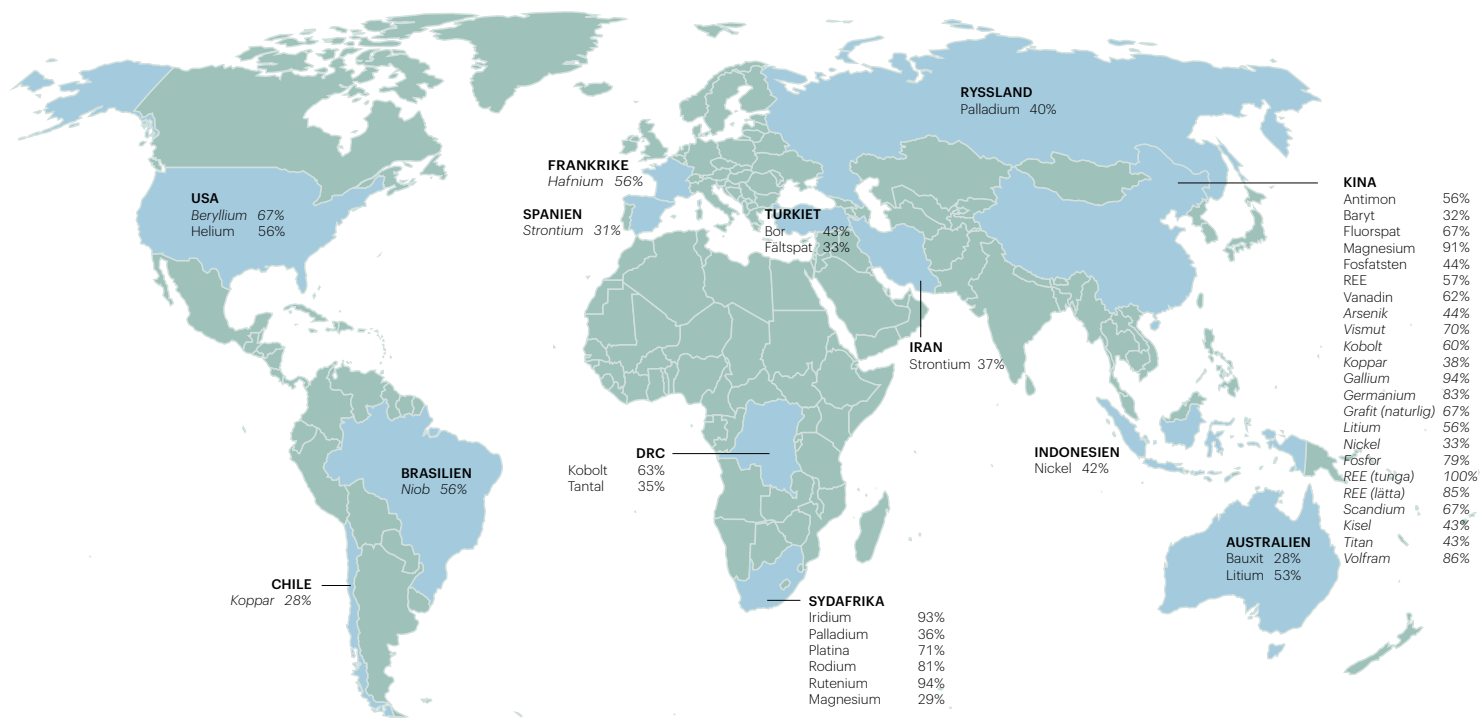 RYSSLAND
Palladium 40%
FRANKRIKE
Hafnium 56%
USA
Beryllium 67%
Helium 56%
SPANIEN
Strontium 31%
TURKIET
Bor 43%
Fältspat 33%
KINA
Antimon 56%
Baryt 32%
Fluorspat 67%
Magnesium 91%
Fosfatsten 44%
REE 57%
Vanadin 62%
Arsenik 44%
Vismut 70%
Kobolt 60%
Koppar 38%
Gallium 94%
Germanium 83%
Grafit (naturlig) 67%
Litium 56%
Nickel 33%
Fosfor 79%
REE (tunga) 100%
REE (lätta) 85%
Scandium 67%
Kisel 43%
Titan 43%
Volfram 86%
IRAN
Strontium 37%
DRC
Kobolt 63%
Tantal 35%
INDONESIEN
Nickel 42%
BRASILIEN
Niob 56%
AUSTRALIEN
Bauxit 28%
Litium 53%
CHILE
Koppar 28%
SYDAFRIKA
Iridium 93%
Palladium 36%
Platina 71%
Rodium 81%
Rutenium 94%
Magnesium 29%